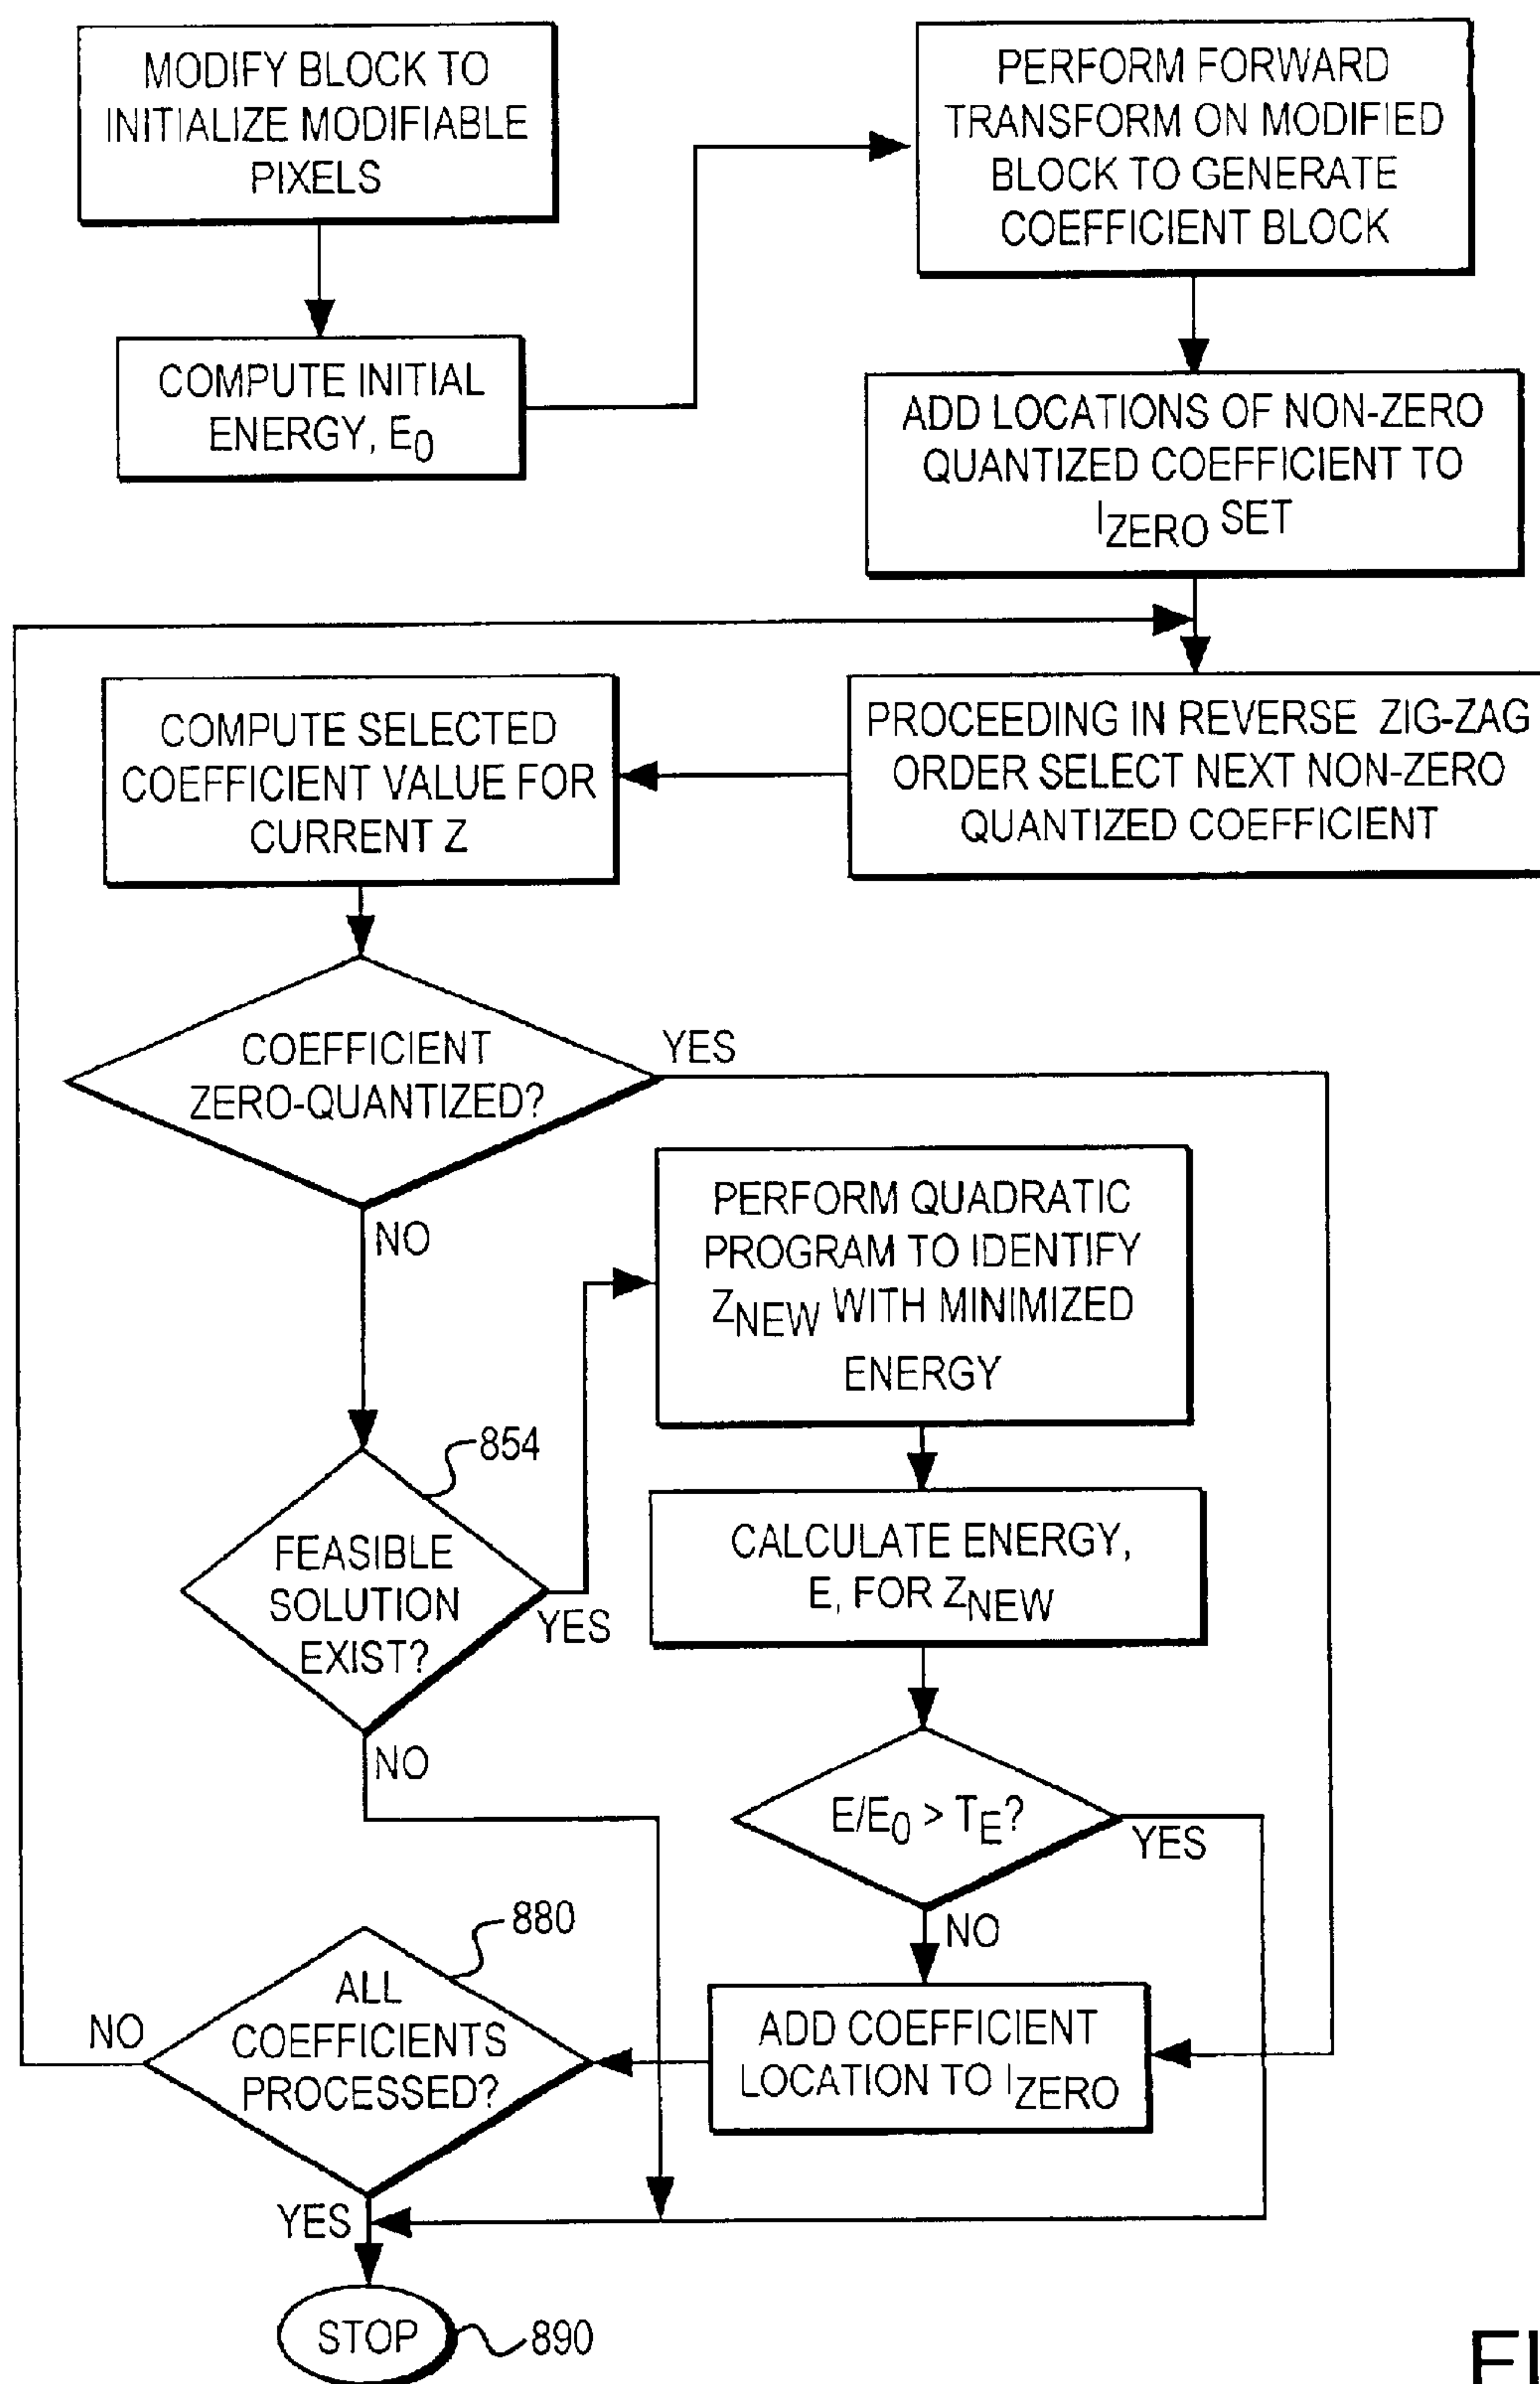 MODIFY BLOCK TO
INITIALIZE MODIFIABLE
PIXELS
COMPUTE INITIAL
ENERGY, E0
PERFORM FORWARD
TRANSFORM ON MODIFIED
BLOCK TO GENERATE
COEFFICIENT BLOCK
ADD LOCATIONS OF NON-ZERO
QUANTIZED COEFFICIENT TO
IZERO SET
PROCEEDING IN REVERSE ZIG-ZAG
ORDER SELECT NEXT NON-ZERO
QUANTIZED COEFFICIENT
COMPUTE SELECTED
COEFFICIENT VALUE FOR
CURRENT Z
COEFFICIENT
ZERO-QUANTIZED?
YES
NO
854
FEASIBLE
SOLUTION
EXIST?
YES
NO
PERFORM QUADRATIC
PROGRAM TO IDENTIFY
ZNEW WITH MINIMIZED
ENERGY
CALCULATE ENERGY,
E, FOR ZNEW
E/E0 > TE?
YES
NO
ADD COEFFICIENT
LOCATION TO IZERO
880
ALL
COEFFICIENTS
PROCESSED?
NO
YES
STOP
890